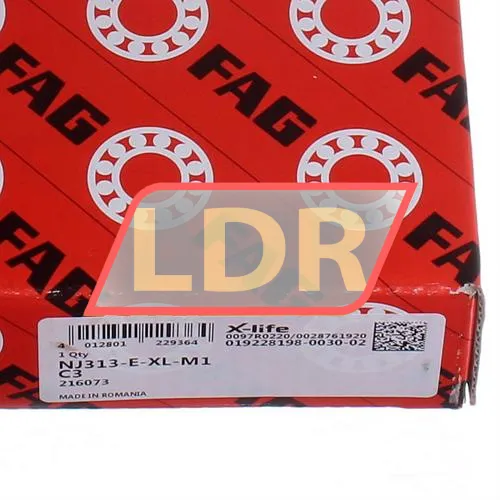 FAG
FAG
FAG
FAG
LDR
4 012801 229364
X-life
0097R0220/0028761920
019228198-0030-02
1 Qty
NJ313-E-XL-M1
C3
216073
MADE IN ROMANIA